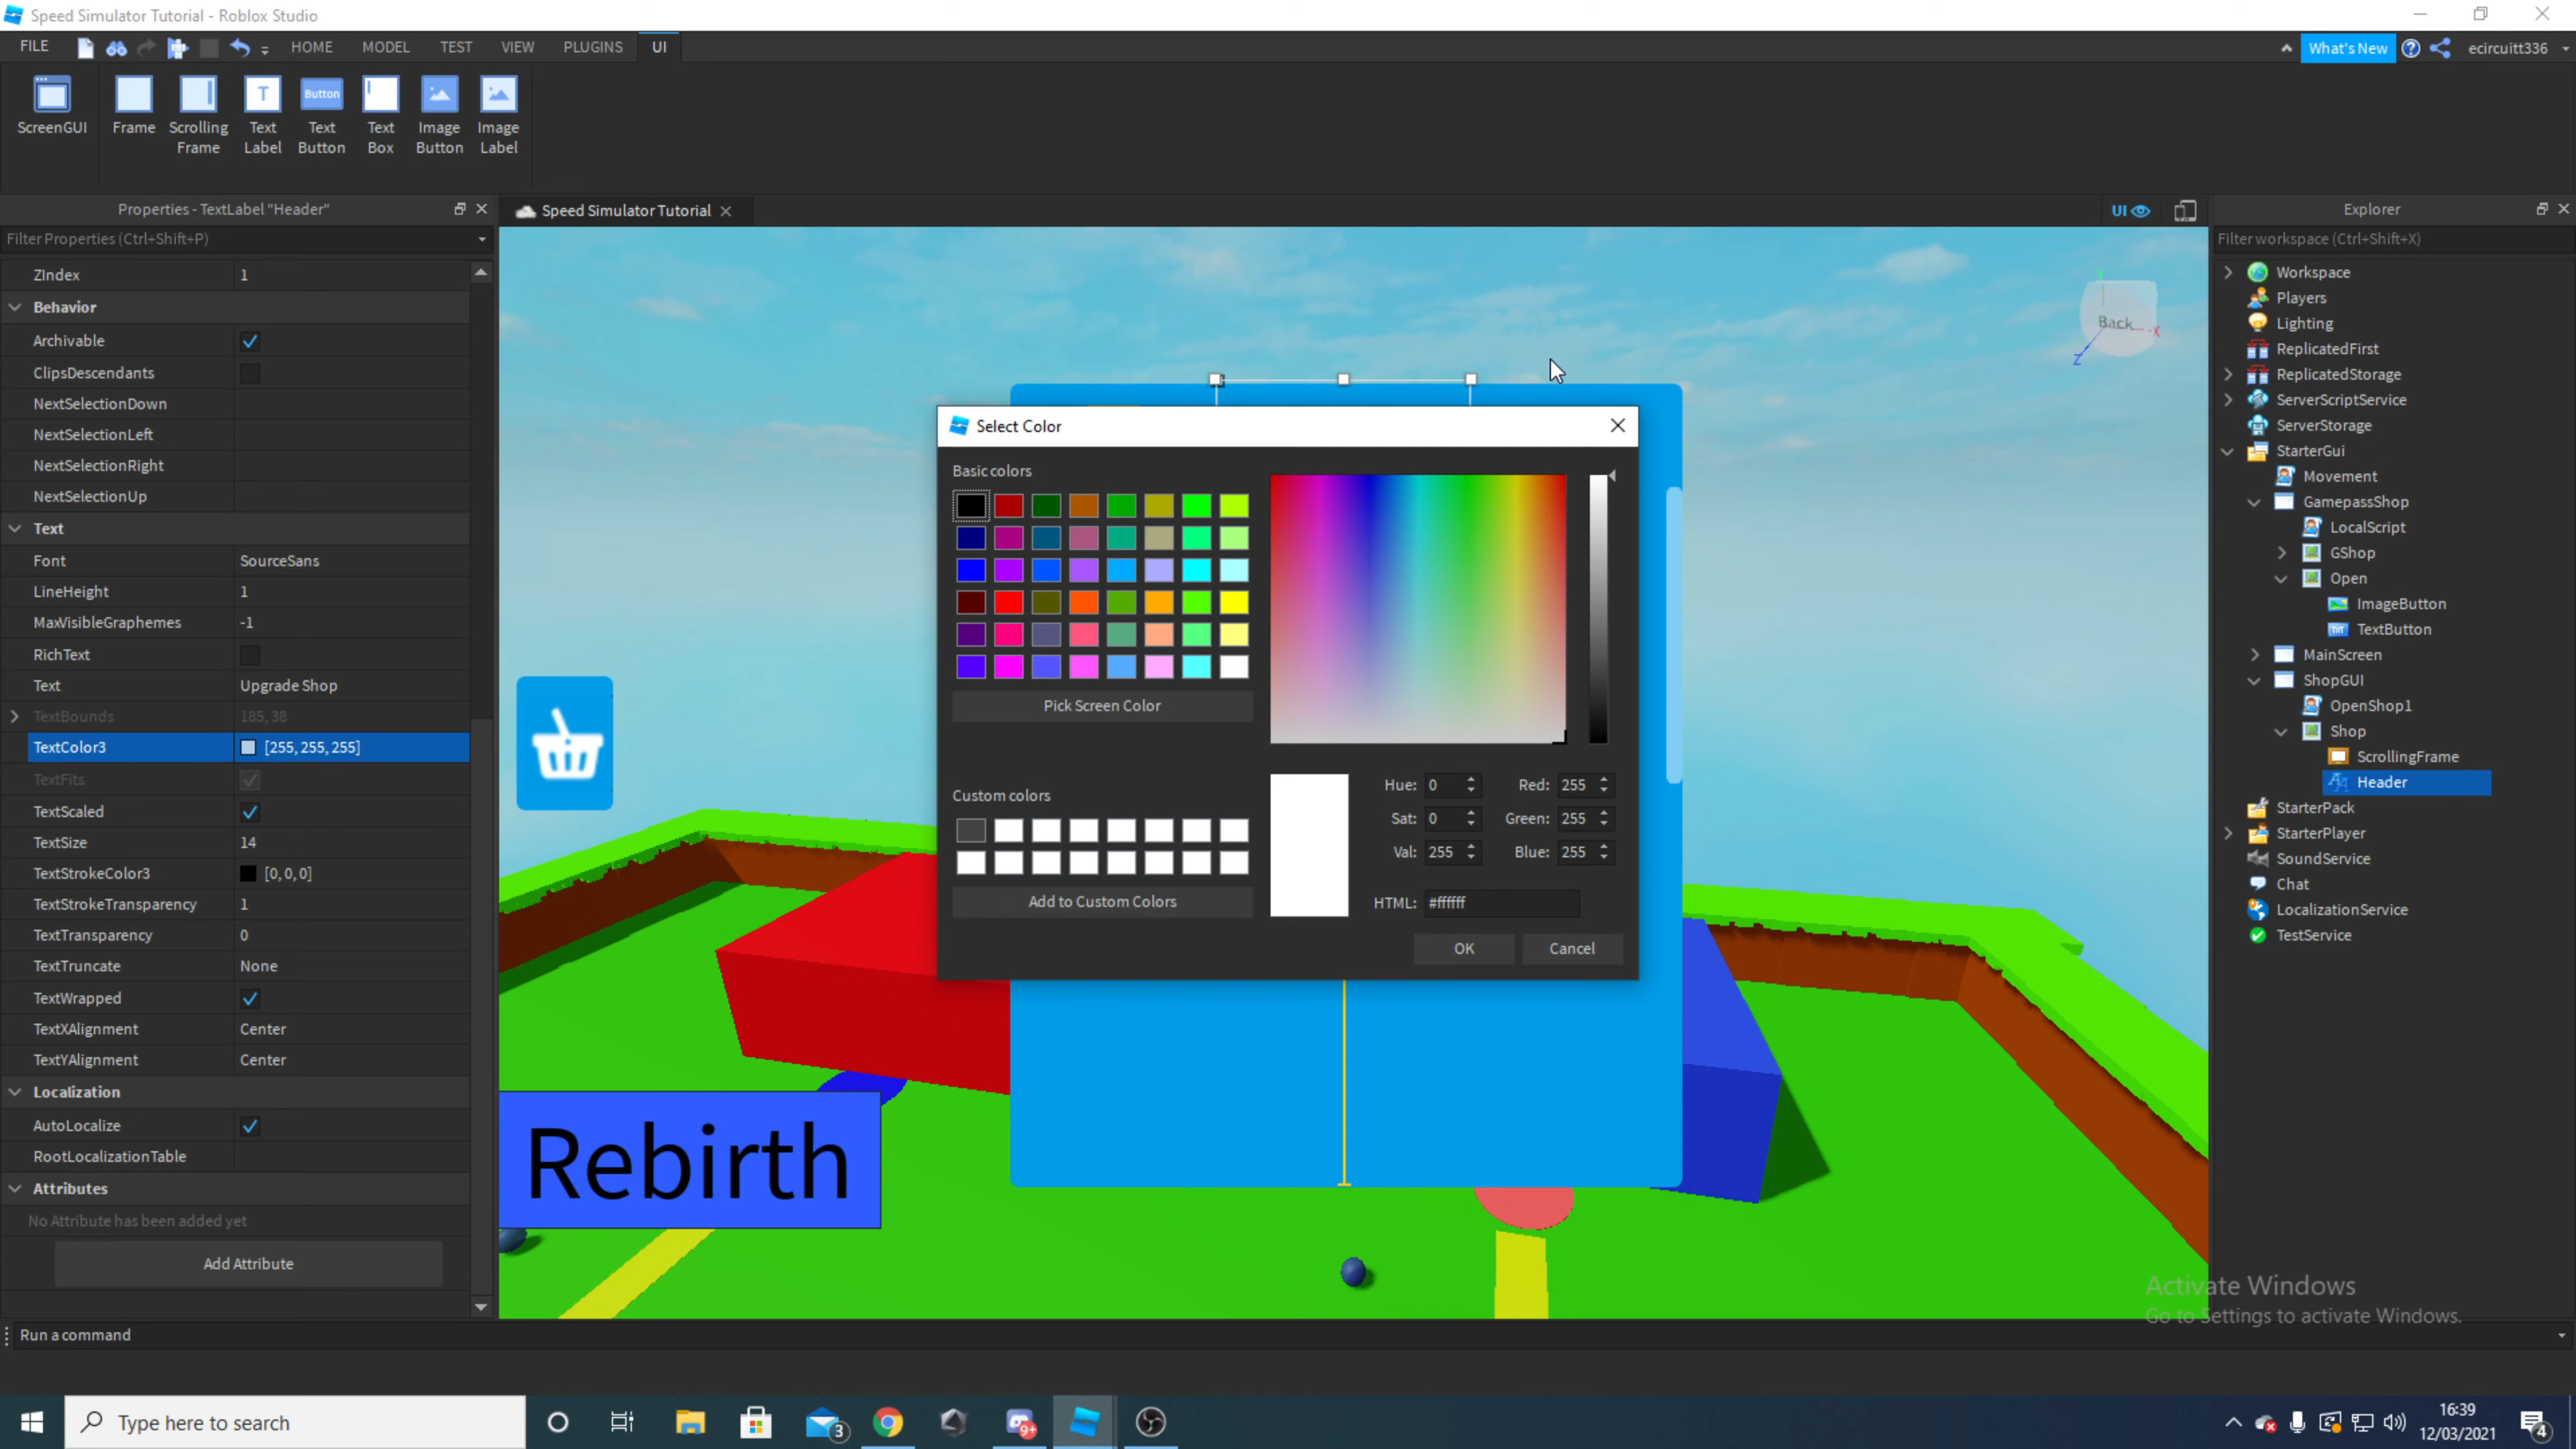 Speed Simulator Tutorial - Roblox Studio
FILE HOME MODEL TEST VIEW PLUGINS UI What's New ecircuitt336
ScreenGUI Frame Scrolling Frame Text Label Button Text Button Text Box Image Button Image Label
Properties - TextLabel "Header"
Filter Properties (Ctrl+Shift+P)
ZIndex 1
Behavior
Archivable
ClipsDescendants
NextSelectionDown
NextSelectionLeft
NextSelectionRight
NextSelectionUp
Text
Font SourceSans
LineHeight 1
MaxVisibleGraphemes -1
RichText
Text Upgrade Shop
TextBounds 185, 38
TextColor3 [255, 255, 255]
TextFits
TextScaled
TextSize 14
TextStrokeColor3 [0, 0, 0]
TextStrokeTransparency 1
TextTransparency 0
TextTruncate None
TextWrapped
TextXAlignment Center
TextYAlignment Center
Localization
AutoLocalize
RootLocalizationTable
Attributes
No Attribute has been added yet
Add Attribute
Speed Simulator Tutorial
UI
Back
Y
-X
Z
Select Color
Basic colors
Pick Screen Color
Custom colors
Add to Custom Colors
Hue: 0 Red: 255
Sat: 0 Green: 255
Val: 255 Blue: 255
HTML: #ffffff
OK Cancel
Rebirth
Explorer
Filter workspace (Ctrl+Shift+X)
Workspace
Players
Lighting
ReplicatedFirst
ReplicatedStorage
ServerScriptService
ServerStorage
StarterGui
Movement
GamepassShop
LocalScript
GShop
Open
ImageButton
TextButton
MainScreen
ShopGUI
OpenShop1
Shop
ScrollingFrame
Header
StarterPack
StarterPlayer
SoundService
Chat
LocalizationService
TestService
Activate Windows
Go to Settings to activate Windows.
Run a command
Type here to search
3
9+
16:39
12/03/2021
4